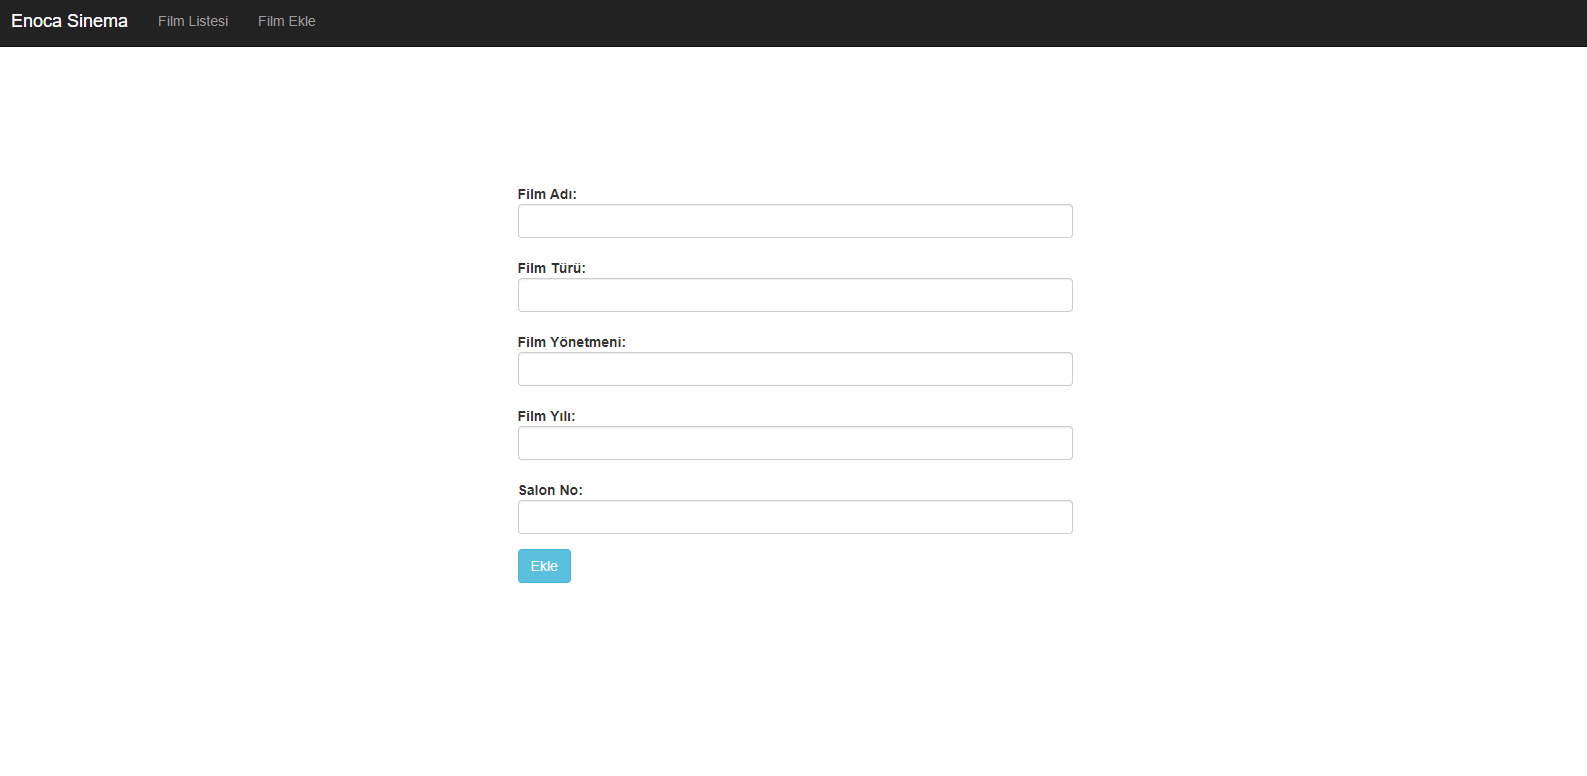 Enoca Sinema Film Listesi Film Ekle
Film Adı:
Film Türü:
Film Yönetmeni:
Film Yılı:
Salon No:
Ekle